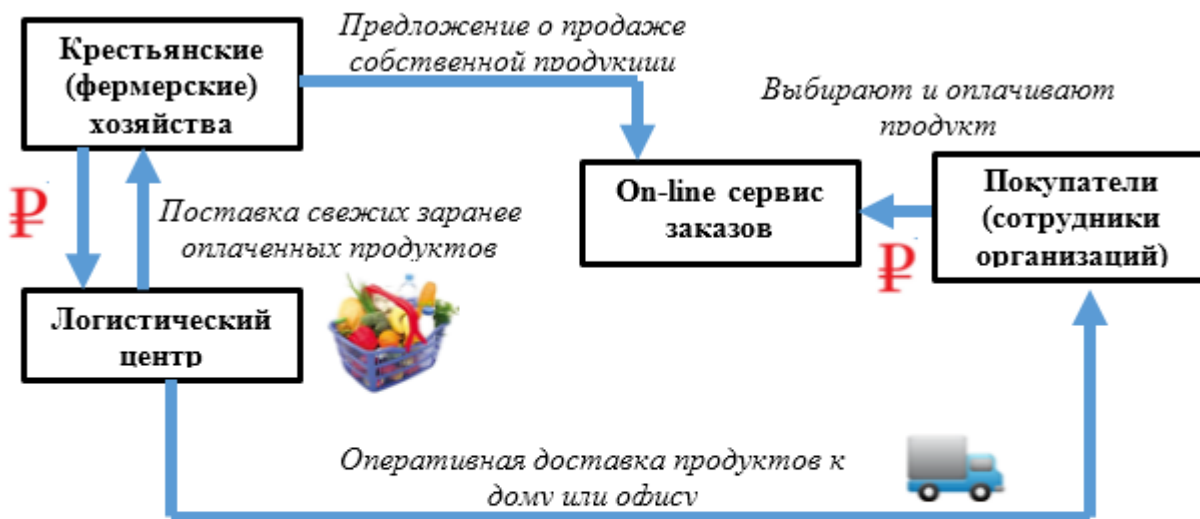 Крестьянские
(фермерские)
хозяйства
Предложение о продаже
собственной продукции
Выбирают и оплачивают
продукт
On-line сервис
заказов
Покупатели
(сотрудники
организаций)
₽
Поставка свежих заранее
оплаченных продуктов
₽
Логистический
центр
Оперативная доставка продуктов к
дому или офису